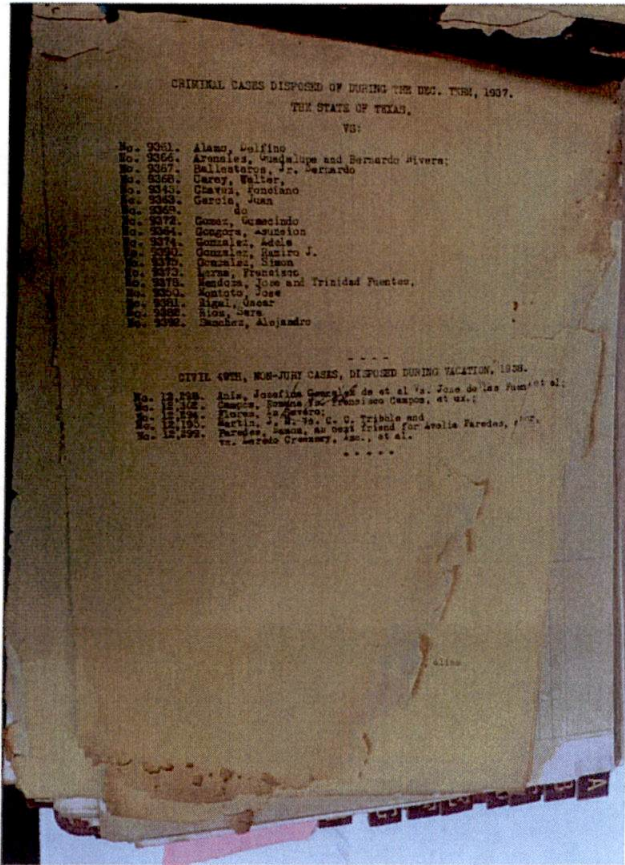 CRIMINAL CASES DISPOSED OF DURING THE DEC. TERM, 1937.
THE STATE OF TEXAS,
VS:
No. 9361. Alamo, Delfino
No. 9366. Arenales, Guadalupe and Bernardo Rivera;
No. 9367. Ballesteros, Jr. Bernardo
No. Carey, Walter,
No. 9343. Chavez, Ponciano
No. 9363. Garcia, Juan
No. 9369. do
No. 9372. Gomez, Gumecindo
No. 9364. Gongora, Asuncion
No. 9374. Gonzalez, Adela
No. Gonzalez, Ramiro J.
No. Gonzalez, Simon
No. 9373. Lerma, Francisco
No. 9378. Mendoza, Jose and Trinidad Fuentes,
No. Montoto, Jose
No. 9381. Rigal, Oscar
No. Rios, Sara
No. Sanchez, Alejandro
- - - -
CIVIL 49TH, NON-JURY CASES, DISPOSED DURING VACATION, 1938.
No. Josefina Gonzalez de et al Vs. Jose de las Fuentes et al;
No. Campos, Romana Vs. Francisco Campos, et ux.;
No. Flores,
No. Martin, J. Vs. C. C. Tribble and
No. Paredes, Ramon, as next friend for Avelia Paredes,
vs. Laredo Creamery, Inc., et al.
- - - - -